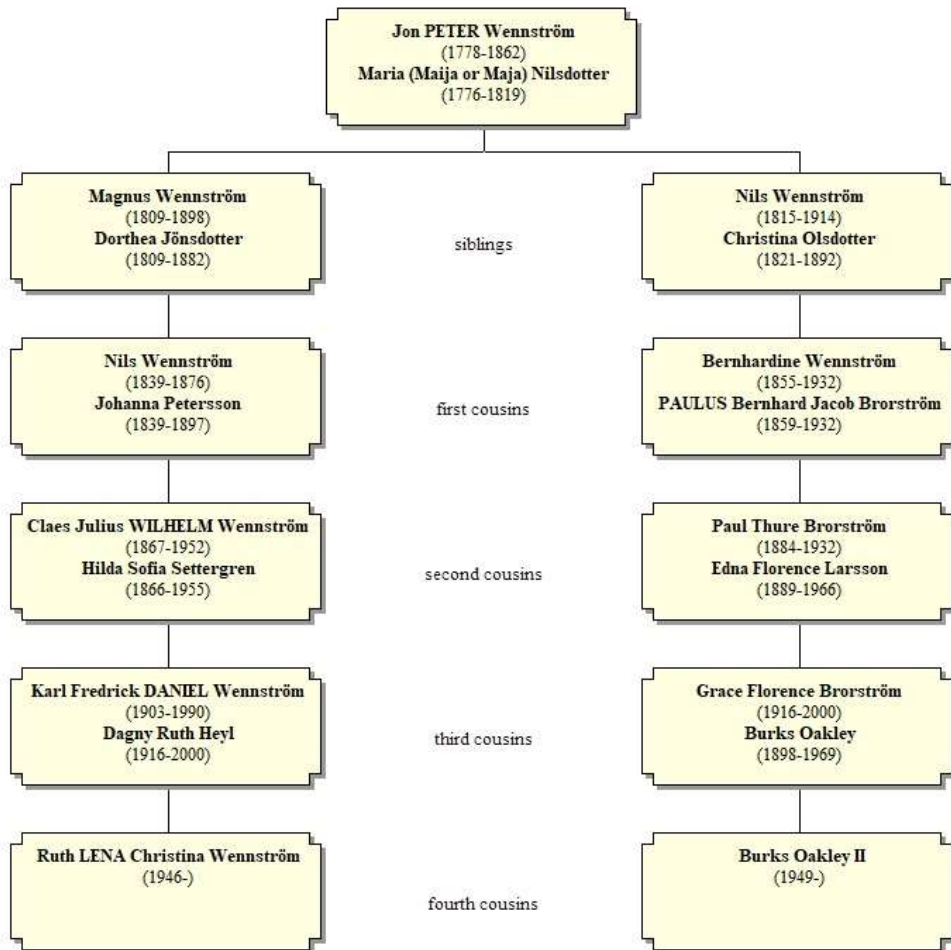 Jon PETER Wennström
(1778-1862)
Maria (Maija or Maja) Nilsdotter
(1776-1819)
Magnus Wennström
(1809-1898)
Dorthea Jönsdotter
(1809-1882)
siblings
Nils Wennström
(1815-1914)
Christina Olsdotter
(1821-1892)
Nils Wennström
(1839-1876)
Johanna Petersson
(1839-1897)
first cousins
Bernhardine Wennström
(1855-1932)
PAULUS Bernhard Jacob Brorström
(1859-1932)
Claes Julius WILHELM Wennström
(1867-1952)
Hilda Sofia Settergren
(1866-1955)
second cousins
Paul Thure Brorström
(1884-1932)
Edna Florence Larsson
(1889-1966)
Karl Fredrick DANIEL Wennström
(1903-1990)
Dagny Ruth Heyl
(1916-2000)
third cousins
Grace Florence Brorström
(1916-2000)
Burks Oakley
(1898-1969)
Ruth LENA Christina Wennström
(1946-)
fourth cousins
Burks Oakley II
(1949-)